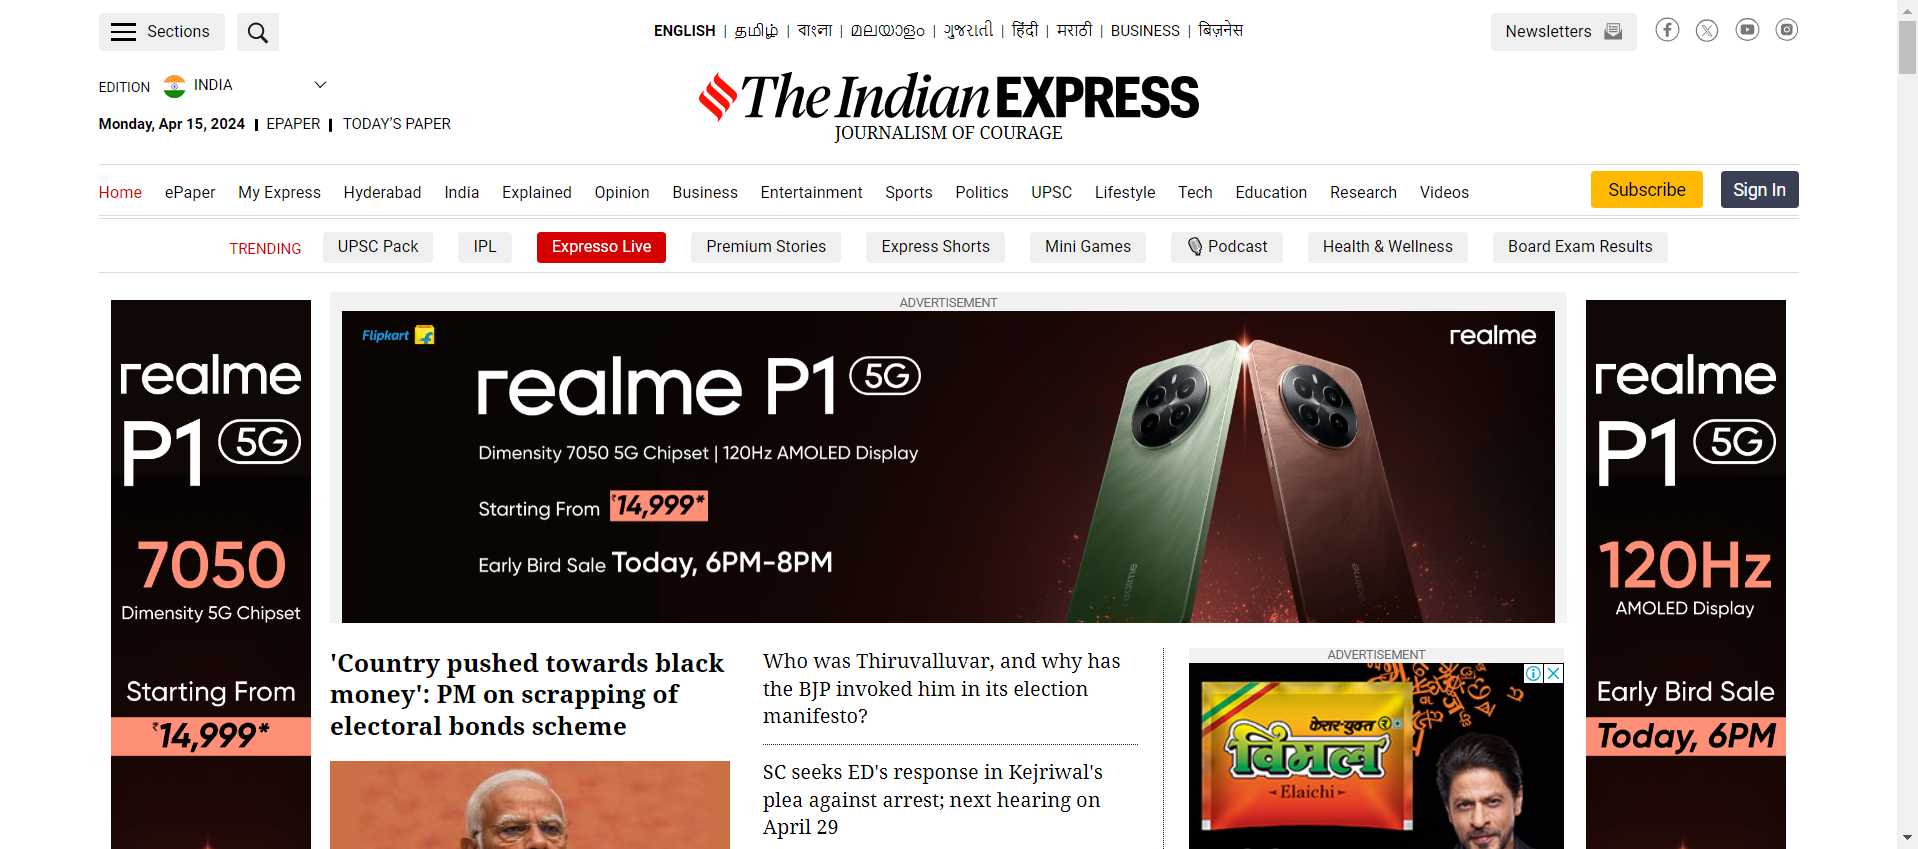 Sections
ENGLISH | தமிழ் | বাংলা | മലയാളം | ગુજરાતી | हिंदी | मराठी | BUSINESS | बिज़नेस
Newsletters
EDITION INDIA
Monday, Apr 15, 2024 | EPAPER | TODAY'S PAPER
The Indian EXPRESS
JOURNALISM OF COURAGE
Home ePaper My Express Hyderabad India Explained Opinion Business Entertainment Sports Politics UPSC Lifestyle Tech Education Research Videos
Subscribe Sign In
TRENDING UPSC Pack IPL Expresso Live Premium Stories Express Shorts Mini Games Podcast Health & Wellness Board Exam Results
realme
P1 5G
7050
Dimensity 5G Chipset
Starting From
₹14,999*
ADVERTISEMENT
Flipkart
realme
realme P1 5G
Dimensity 7050 5G Chipset | 120Hz AMOLED Display
Starting From ₹14,999*
Early Bird Sale Today, 6PM-8PM
realme
realme
realme
P1 5G
120Hz
AMOLED Display
Early Bird Sale
Today, 6PM
'Country pushed towards black
money': PM on scrapping of
electoral bonds scheme
Who was Thiruvalluvar, and why has
the BJP invoked him in its election
manifesto?
SC seeks ED's response in Kejriwal's
plea against arrest; next hearing on
April 29
ADVERTISEMENT
केसर-युक्त
विमल
Elaichi